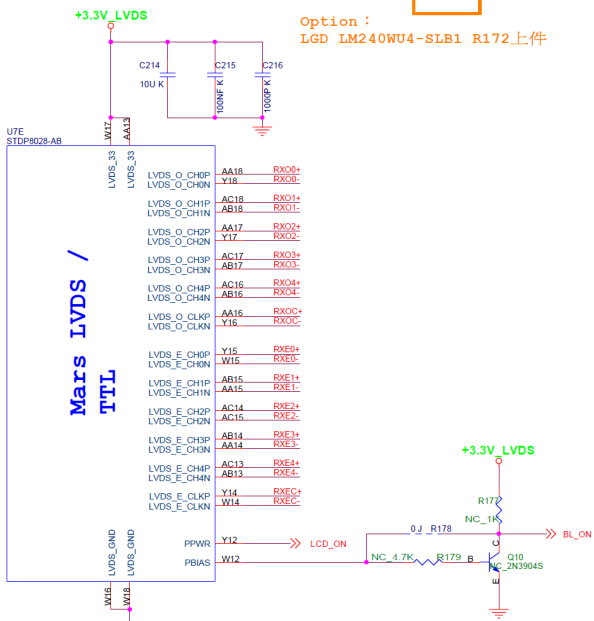 +3.3V_LVDS
Option：
LGD LM240WU4-SLB1 R172上件
C214
10U K
C215
100NF K
C216
1000P K
U7E
STDP8028-AB
W17
AA13
LVDS_33
LVDS_33
Mars LVDS /
TTL
LVDS_O_CH0P AA18 RXO0+
LVDS_O_CH0N Y18 RXO0-
LVDS_O_CH1P AC18 RXO1+
LVDS_O_CH1N AB18 RXO1-
LVDS_O_CH2P AA17 RXO2+
LVDS_O_CH2N Y17 RXO2-
LVDS_O_CH3P AC17 RXO3+
LVDS_O_CH3N AB17 RXO3-
LVDS_O_CH4P AC16 RXO4+
LVDS_O_CH4N AB16 RXO4-
LVDS_O_CLKP AA16 RXOC+
LVDS_O_CLKN Y16 RXOC-
LVDS_E_CH0P Y15 RXE0+
LVDS_E_CH0N W15 RXE0-
LVDS_E_CH1P AB15 RXE1+
LVDS_E_CH1N AA15 RXE1-
LVDS_E_CH2P AC14 RXE2+
LVDS_E_CH2N AC15 RXE2-
LVDS_E_CH3P AB14 RXE3+
LVDS_E_CH3N AA14 RXE3-
LVDS_E_CH4P AC13 RXE4+
LVDS_E_CH4N AB13 RXE4-
LVDS_E_CLKP Y14 RXEC+
LVDS_E_CLKN W14 RXEC-
PPWR Y12 LCD_ON
PBIAS W12
LVDS_GND
LVDS_GND
W16
W18
+3.3V_LVDS
R177
NC_1K
0 J R178
BL_ON
NC_4.7K R179
B
C
E
Q10
NC_2N3904S